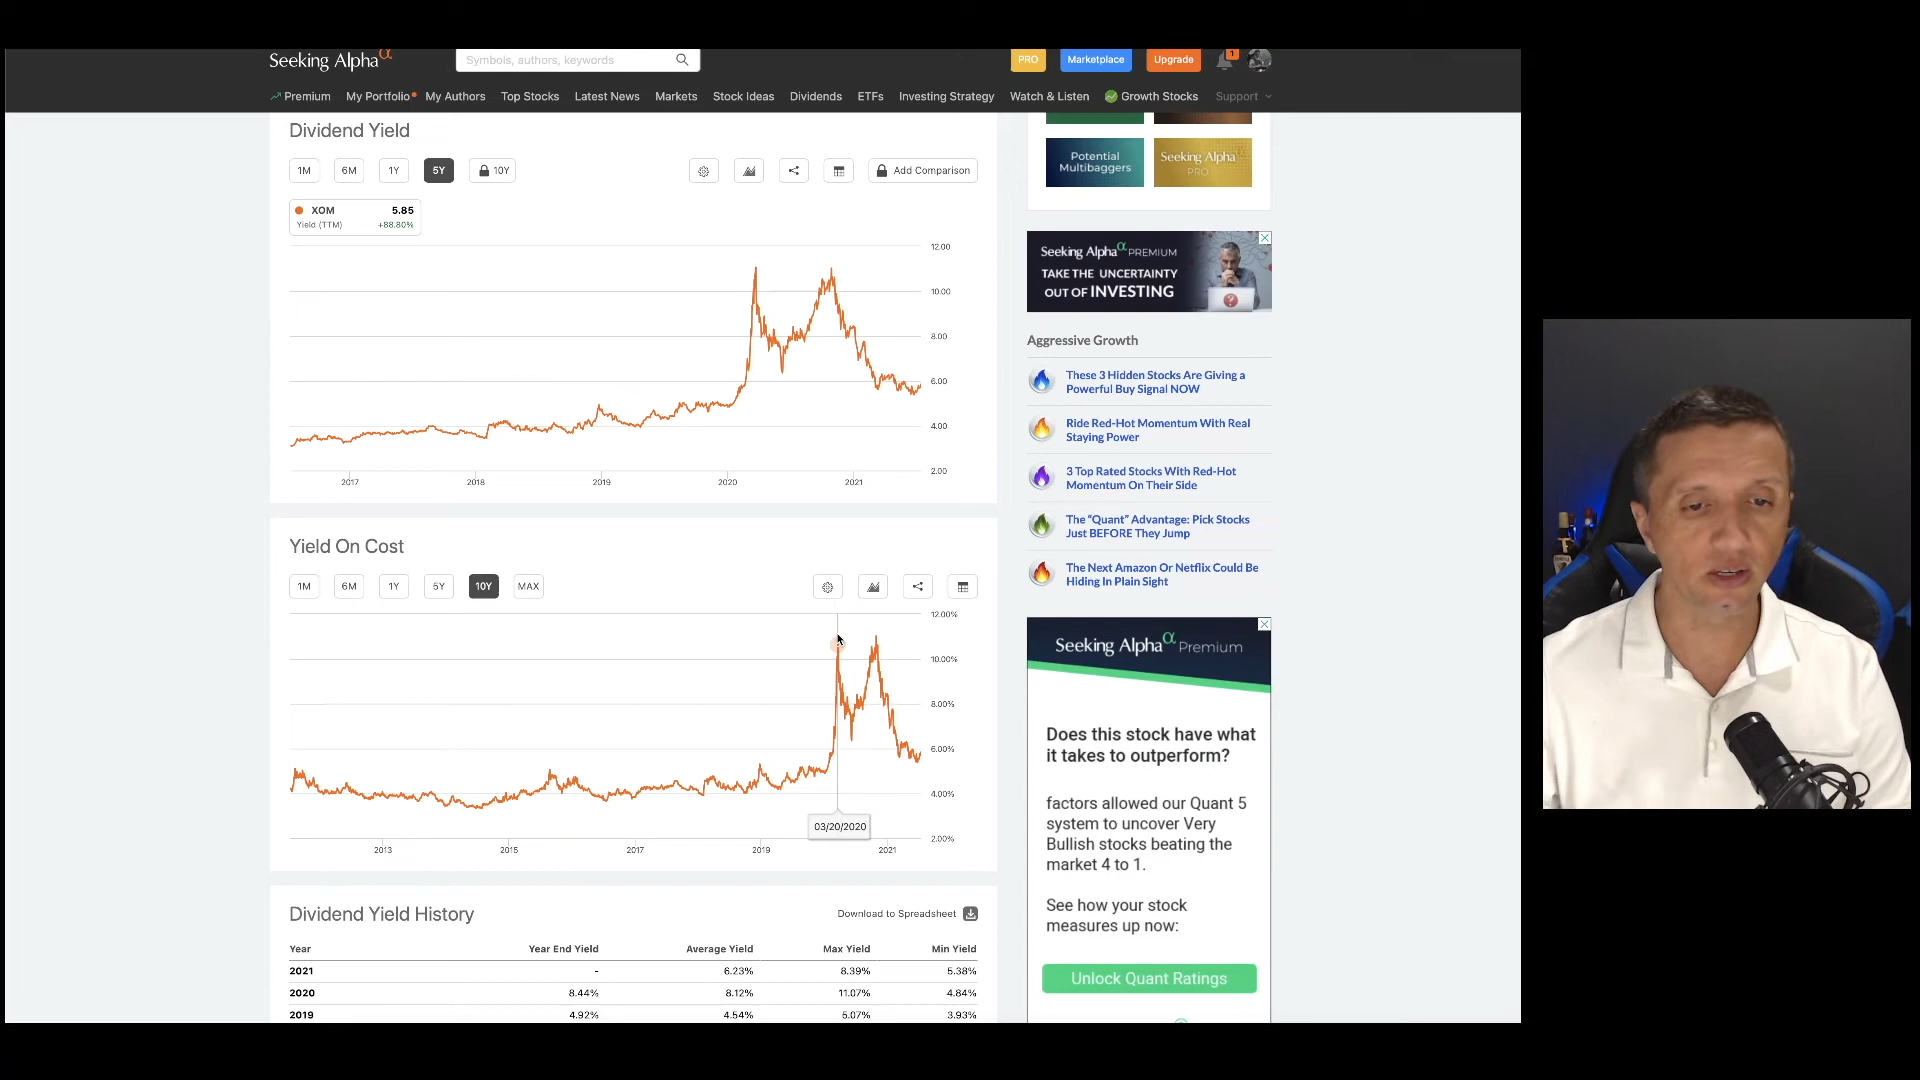 Seeking Alpha α
Symbols, authors, keywords
PRO
Marketplace
Upgrade
1
Premium
My Portfolio
My Authors
Top Stocks
Latest News
Markets
Stock Ideas
Dividends
ETFs
Investing Strategy
Watch & Listen
Growth Stocks
Support
Dividend Yield
1M
6M
1Y
5Y
10Y
Add Comparison
XOM 5.85
Yield (TTM) +88.80%
12.00
10.00
8.00
6.00
4.00
2.00
2017
2018
2019
2020
2021
Yield On Cost
1M
6M
1Y
5Y
10Y
MAX
12.00%
10.00%
8.00%
6.00%
4.00%
2.00%
03/20/2020
2013
2015
2017
2019
2021
Dividend Yield History
Download to Spreadsheet
Year Year End Yield Average Yield Max Yield Min Yield
2021 - 6.23% 8.39% 5.38%
2020 8.44% 8.12% 11.07% 4.84%
2019 4.92% 4.54% 5.07% 3.93%
Potential
Multibaggers
Seeking Alpha α
PRO
Seeking Alpha α PREMIUM
TAKE THE UNCERTAINTY
OUT OF INVESTING
?
Aggressive Growth
These 3 Hidden Stocks Are Giving a
Powerful Buy Signal NOW
Ride Red-Hot Momentum With Real
Staying Power
3 Top Rated Stocks With Red-Hot
Momentum On Their Side
The “Quant” Advantage: Pick Stocks
Just BEFORE They Jump
The Next Amazon Or Netflix Could Be
Hiding In Plain Sight
Seeking Alpha α Premium
Does this stock have what
it takes to outperform?
factors allowed our Quant 5
system to uncover Very
Bullish stocks beating the
market 4 to 1.
See how your stock
measures up now:
Unlock Quant Ratings